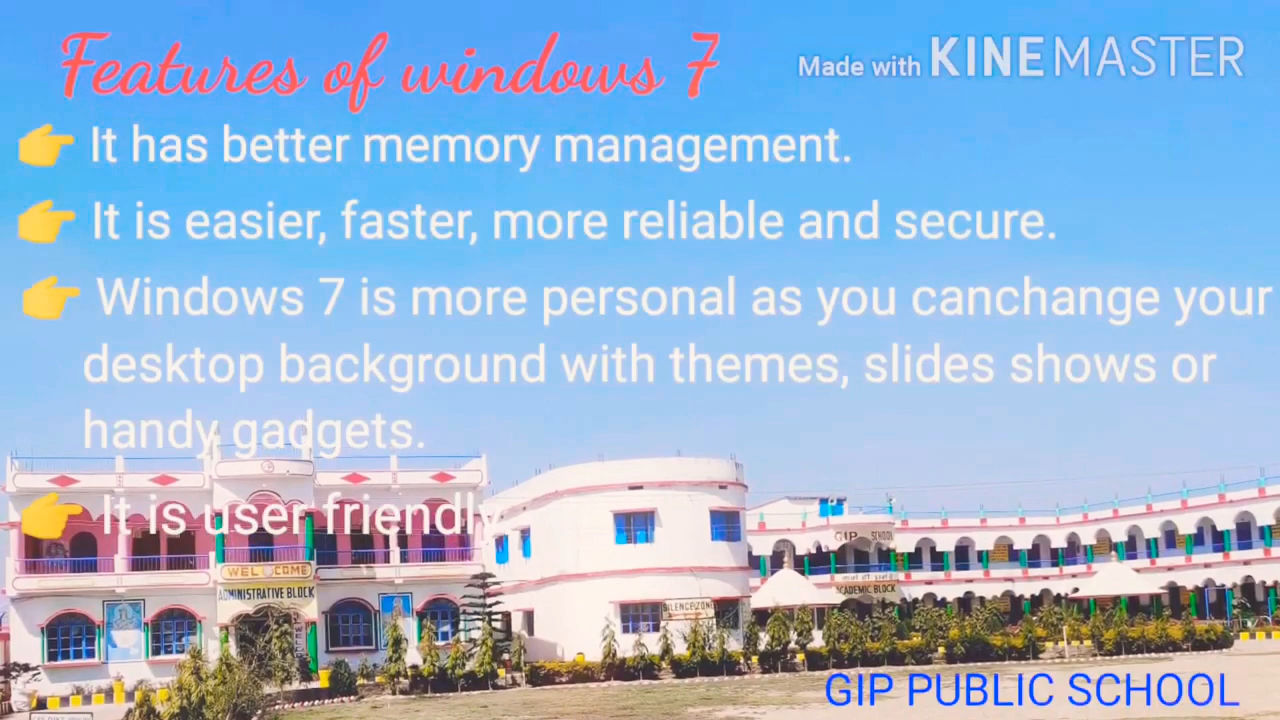 Features of windows 7
Made with KINEMASTER
👉 It has better memory management.
👉 It is easier, faster, more reliable and secure.
👉 Windows 7 is more personal as you canchange your
desktop background with themes, slides shows or
handy gadgets.
👉 It is user friendly.
GIP SCHOOL
WELCOME
ADMINISTRATIVE BLOCK
ACADEMIC BLOCK
SILENCE ZONE
GIP PUBLIC SCHOOL